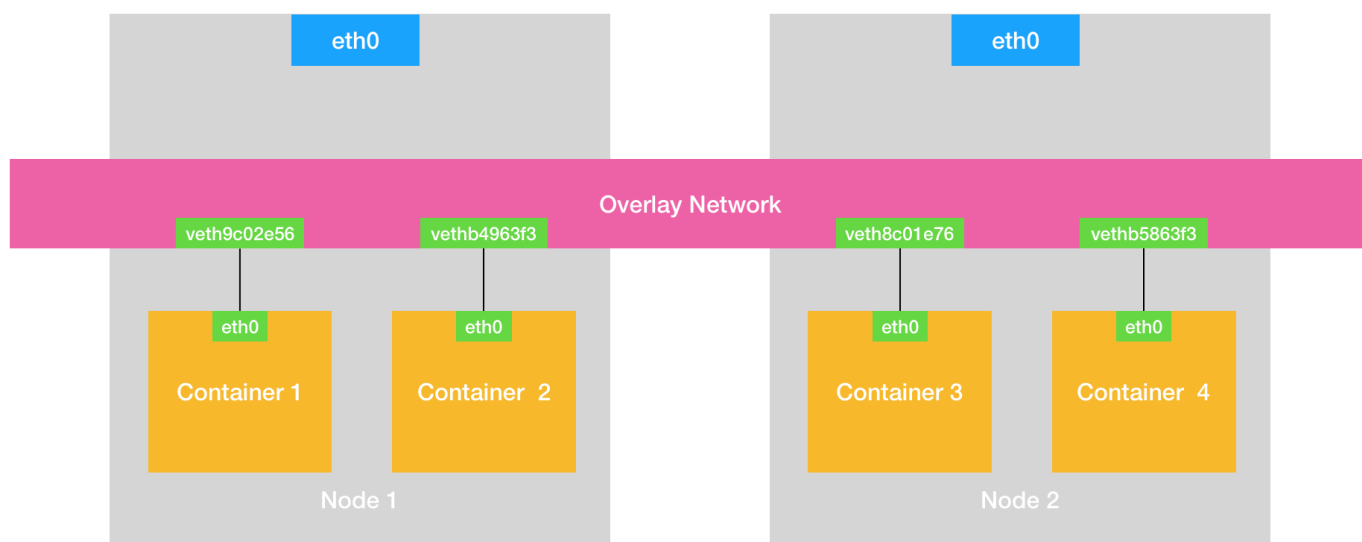 eth0
eth0
Overlay Network
veth9c02e56
vethb4963f3
veth8c01e76
vethb5863f3
eth0
eth0
eth0
eth0
Container 1
Container 2
Container 3
Container 4
Node 1
Node 2